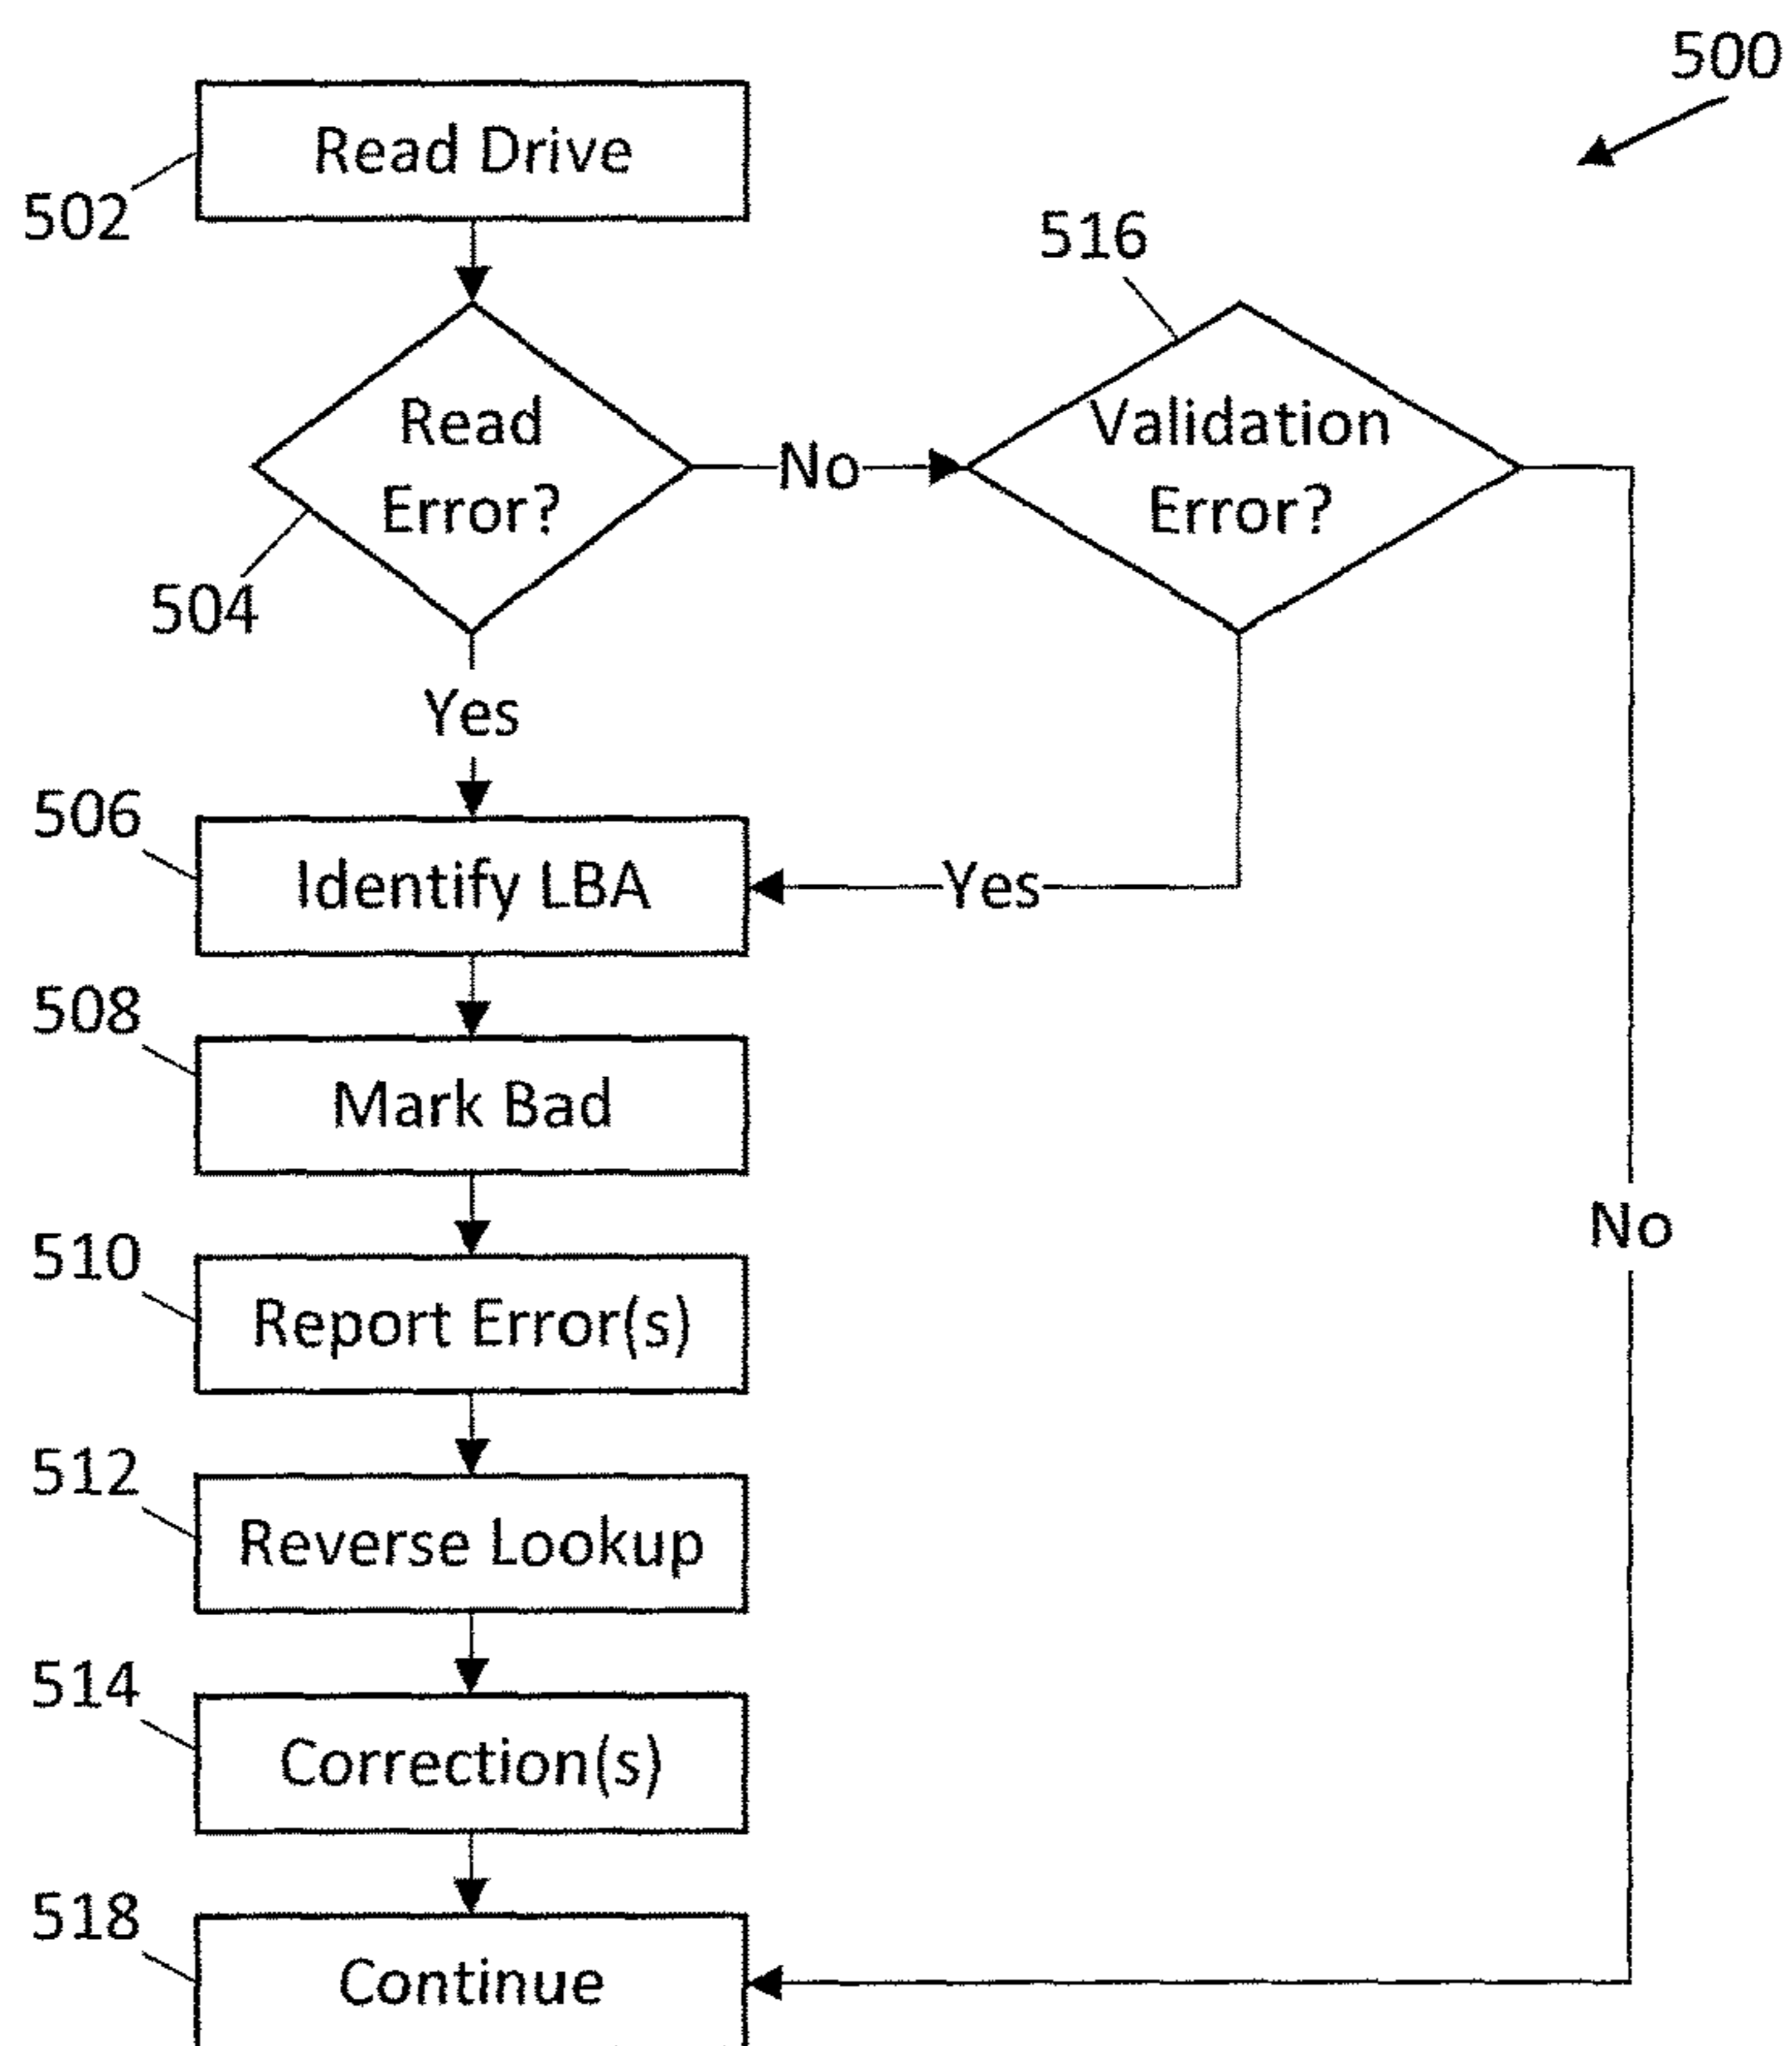 500
Read Drive
502
516
Read
Error?
No
Validation
Error?
504
Yes
506
Identify LBA
Yes
508
Mark Bad
No
510
Report Error(s)
512
Reverse Lookup
514
Correction(s)
518
Continue